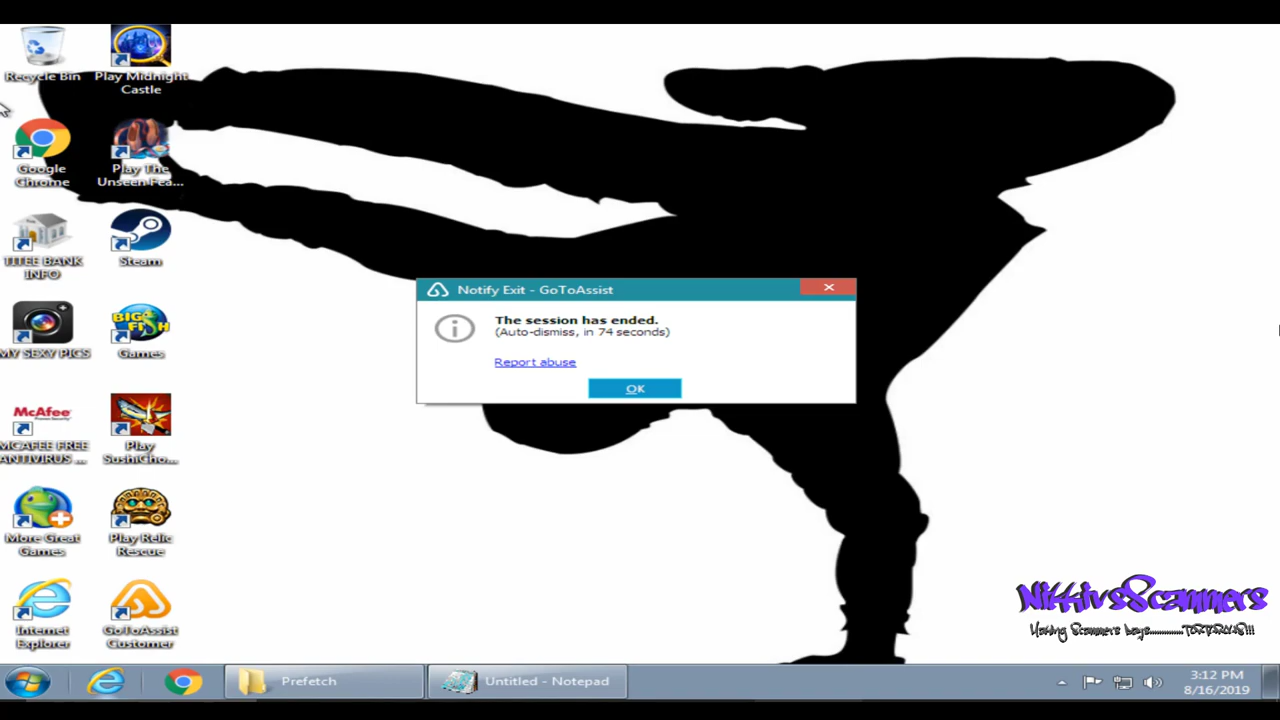 Recycle Bin
Play Midnight
Castle
Google
Chrome
Play The
Unseen Fea...
TITEE BANK
INFO
Steam
MY SEXY PICS
BIG
FISH
Games
McAfee
MCAFEE FREE
ANTIVIRUS ...
Play
SushiCho...
More Great
Games
Play Relic
Rescue
Internet
Explorer
GoToAssist
Customer
Notify Exit - GoToAssist
The session has ended.
(Auto-dismiss, in 74 seconds)
Report abuse
OK
NikkivsScammers
Prefetch
Untitled - Notepad
3:12 PM
8/16/2019